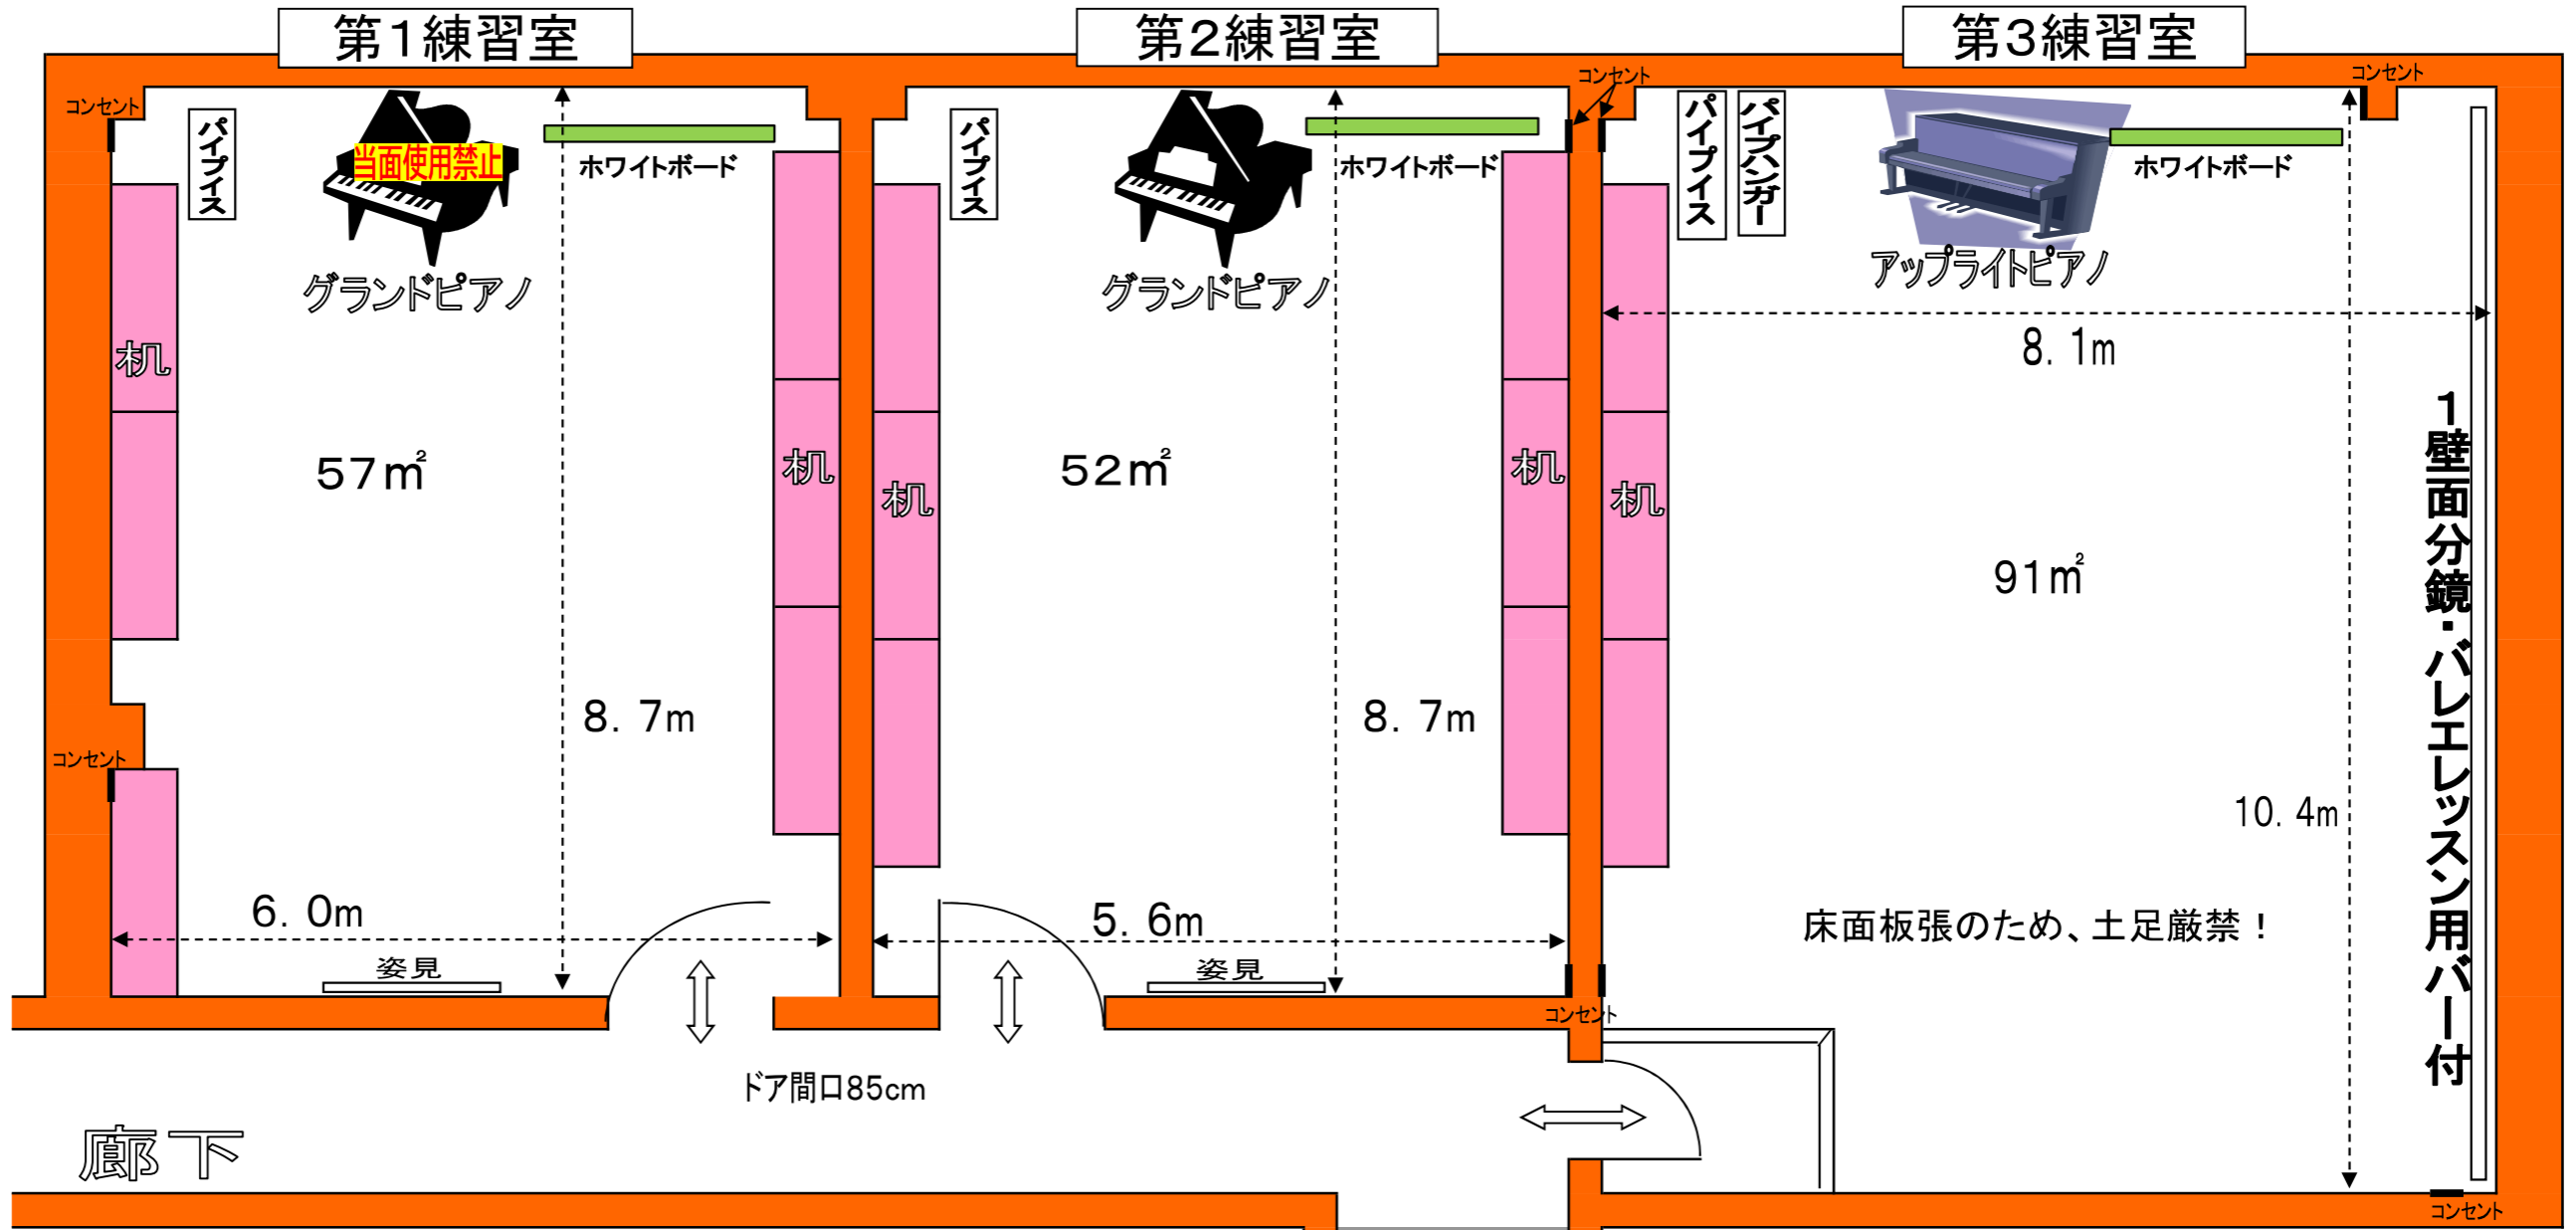 第1練習室
第2練習室
第3練習室
コンセント
コンセント
コンセント
パイプイス
当面使用禁止
グランドピアノ
ホワイトボード
パイプイス
グランドピアノ
ホワイトボード
パイプイス
パイプハンガー
アップライトピアノ
ホワイトボード
8.1m
机
机
机
机
机
57㎡
52㎡
91㎡
1壁面分鏡・バレエレッスン用バー付
8.7m
8.7m
10.4m
コンセント
6.0m
5.6m
床面板張のため、土足厳禁！
姿見
姿見
コンセント
ドア間口85cm
廊下
コンセント